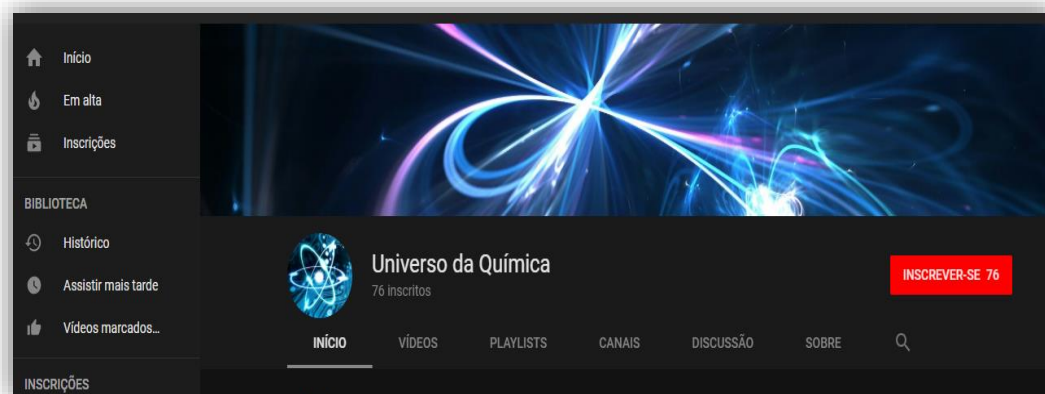 Início
Em alta
Inscrições
BIBLIOTECA
Histórico
Assistir mais tarde
Vídeos marcados...
INSCRIÇÕES
Universo da Química
76 inscritos
INSCREVER-SE 76
INÍCIO VÍDEOS PLAYLISTS CANAIS DISCUSSÃO SOBRE